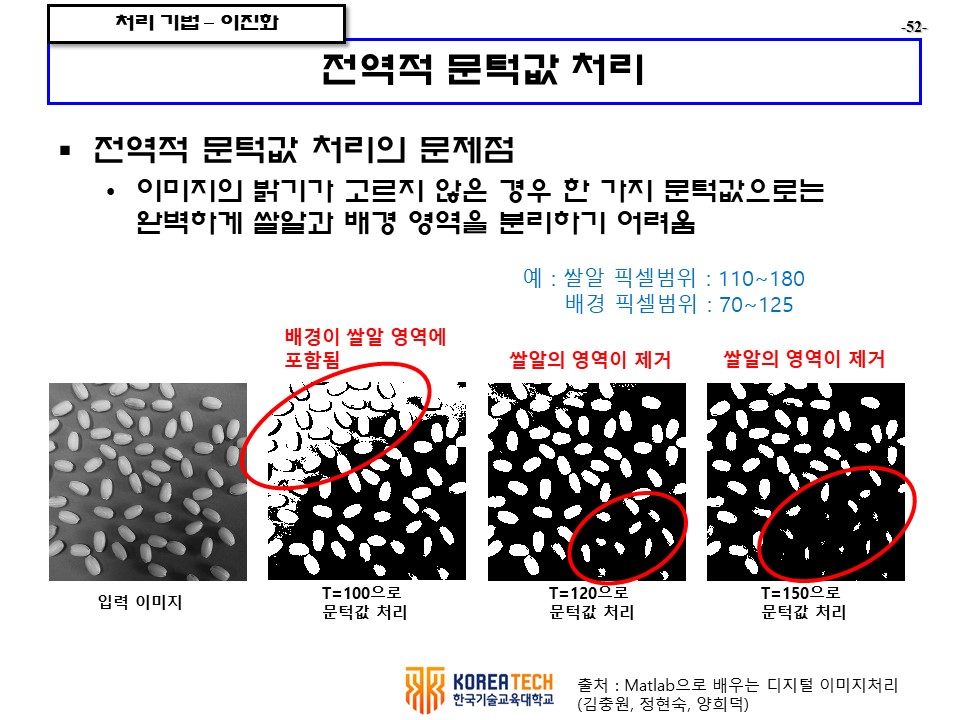 처리 기법 – 이진화
-52-
전역적 문턱값 처리
▪ 전역적 문턱값 처리의 문제점
• 이미지의 밝기가 고르지 않은 경우 한 가지 문턱값으로는
완벽하게 쌀알과 배경 영역을 분리하기 어려움
예 : 쌀알 픽셀범위 : 110~180
배경 픽셀범위 : 70~125
배경이 쌀알 영역에
포함됨
쌀알의 영역이 제거
쌀알의 영역이 제거
입력 이미지
T=100으로
문턱값 처리
T=120으로
문턱값 처리
T=150으로
문턱값 처리
KOREATECH
한국기술교육대학교
출처 : Matlab으로 배우는 디지털 이미지처리
(김충원, 정현숙, 양희덕)